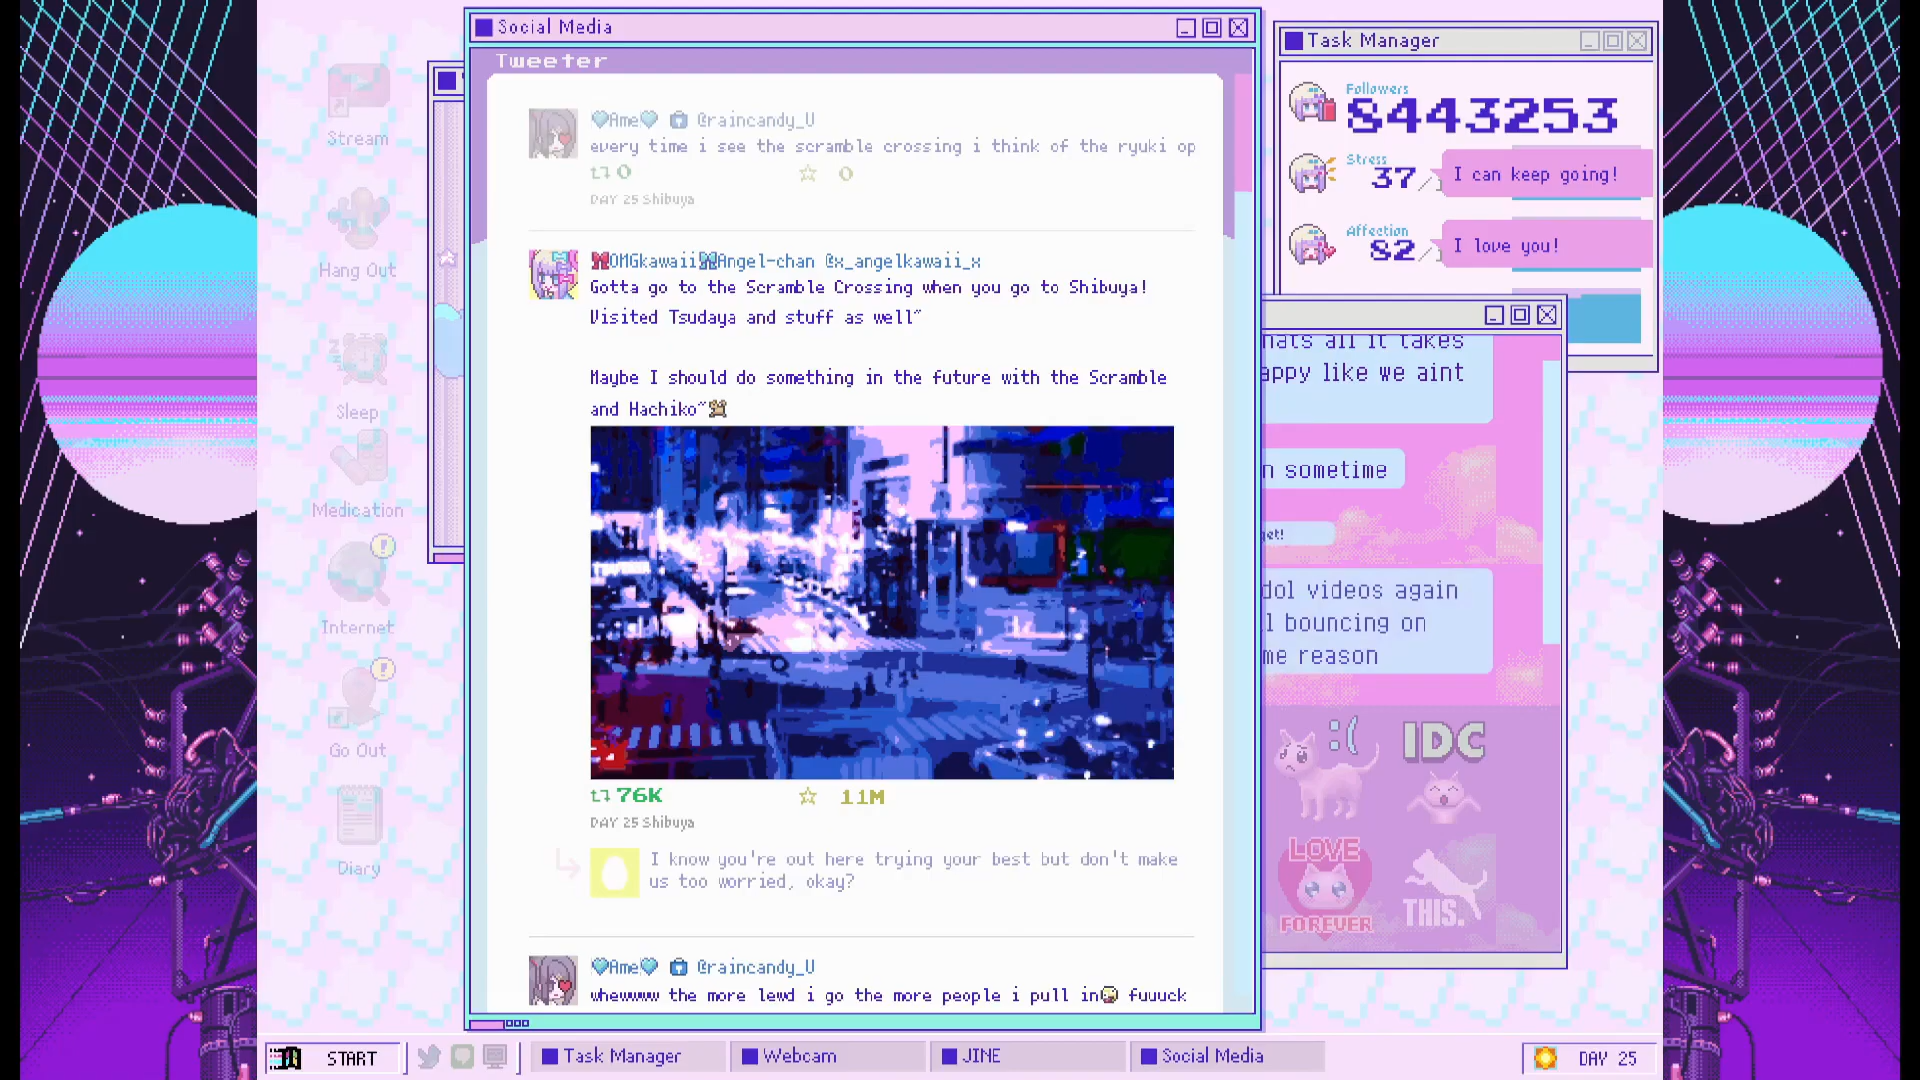 Social Media
Tweeter
Ame @raincandy_U
every time i see the scramble crossing i think of the ryuki op
0 0
DAY 25 Shibuya
OMGkawaiiAngel-chan @x_angelkawaii_x
Gotta go to the Scramble Crossing when you go to Shibuya!
Visited Tsudaya and stuff as well~
Maybe I should do something in the future with the Scramble
and Hachiko~
76K 11M
DAY 25 Shibuya
I know you're out here trying your best but don't make
us too worried, okay?
Ame @raincandy_U
whewwww the more lewd i go the more people i pull in fuuuck
Stream
Hang Out
Sleep
Medication
Internet
Go Out
Diary
Task Manager
Followers
8443253
Stress
37/
I can keep going!
Affection
82/
I love you!
hats all it takes
appy like we aint
n sometime
get!
dol videos again
l bouncing on
me reason
:(
IDC
LOVE
FOREVER
THIS.
START
Task Manager
Webcam
JINE
Social Media
DAY 25